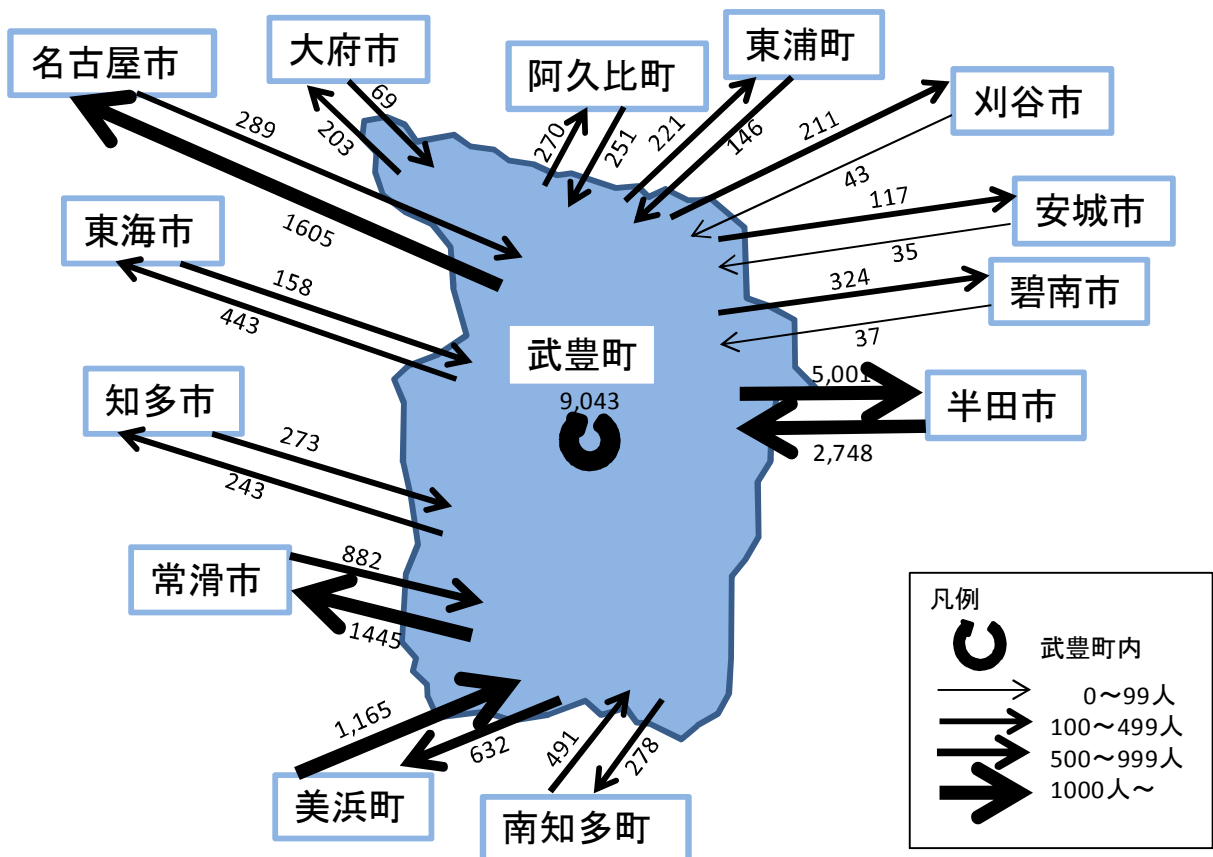 名古屋市
大府市
阿久比町
東浦町
刈谷市
289
69
203
270
251
221
146
211
43
安城市
117
35
東海市
1605
158
443
碧南市
324
37
武豊町
9,043
半田市
5,001
2,748
知多市
273
243
常滑市
882
1445
美浜町
1,165
632
南知多町
491
278
凡例
武豊町内
0～99人
100～499人
500～999人
1000人～